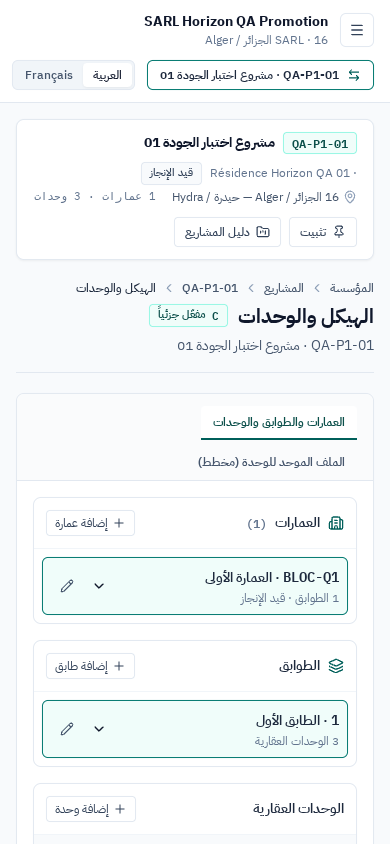 SARL Horizon QA Promotion
SARL · 16 الجزائر / Alger
QA-P1-01 · مشروع اختبار الجودة 01
العربية
Français
QA-P1-01
مشروع اختبار الجودة 01
· Résidence Horizon QA 01
قيد الإنجاز
16 الجزائر / Alger — حيدرة / Hydra
1 عمارات · 3 وحدات
تثبيت
دليل المشاريع
المؤسسة
المشاريع
QA-P1-01
الهيكل والوحدات
الهيكل والوحدات
C مفعّل جزئياً
QA-P1-01 · مشروع اختبار الجودة 01
العمارات والطوابق والوحدات
الملف الموحد للوحدة (مخطط)
العمارات (1)
إضافة عمارة
BLOC-Q1 · العمارة الأولى
1 الطوابق · قيد الإنجاز
الطوابق
إضافة طابق
1 · الطابق الأول
3 الوحدات العقارية
الوحدات العقارية
إضافة وحدة